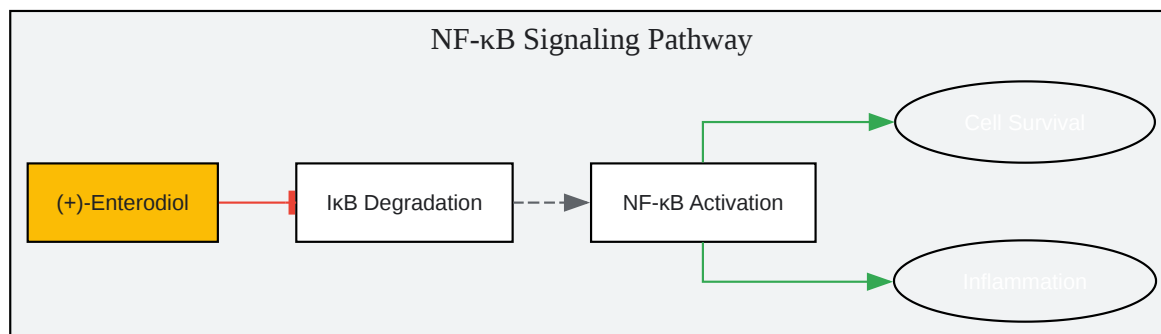 NF-κB Signaling Pathway
Cell Survival
(+)-Enterodiol
IκB Degradation
NF-κB Activation
Inflammation